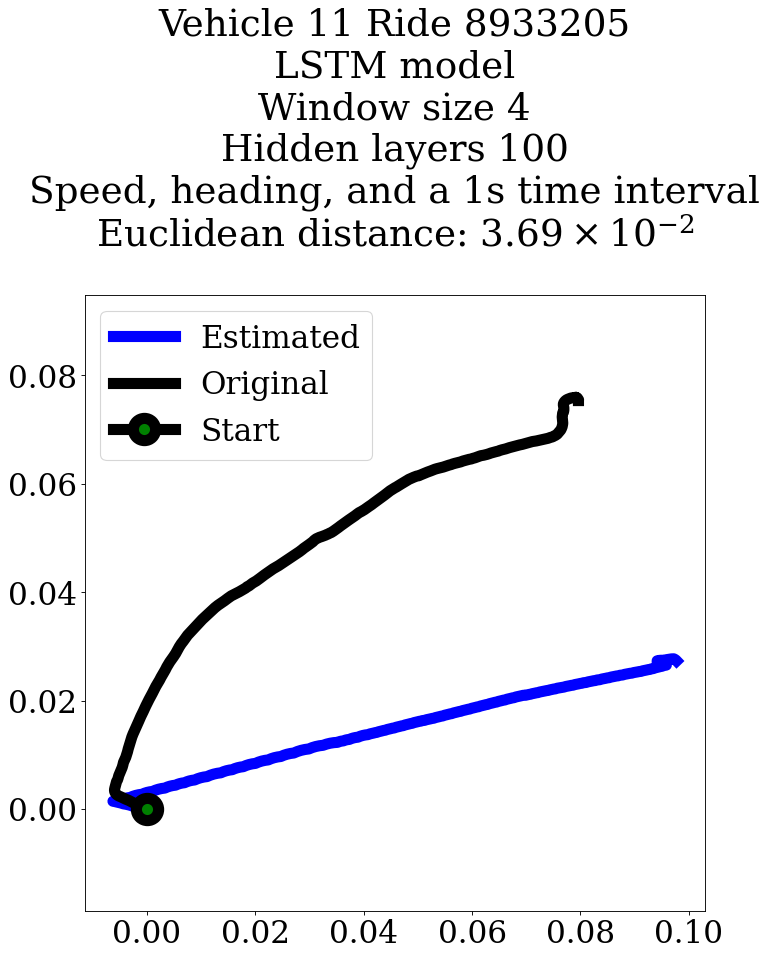 Vehicle 11 Ride 8933205
LSTM model
Window size 4
Hidden layers 100
Speed, heading, and a 1s time interval
Euclidean distance: 3.69 × 10⁻²
Estimated
Original
Start
0.08
0.06
0.04
0.02
0.00
0.00 0.02 0.04 0.06 0.08 0.10